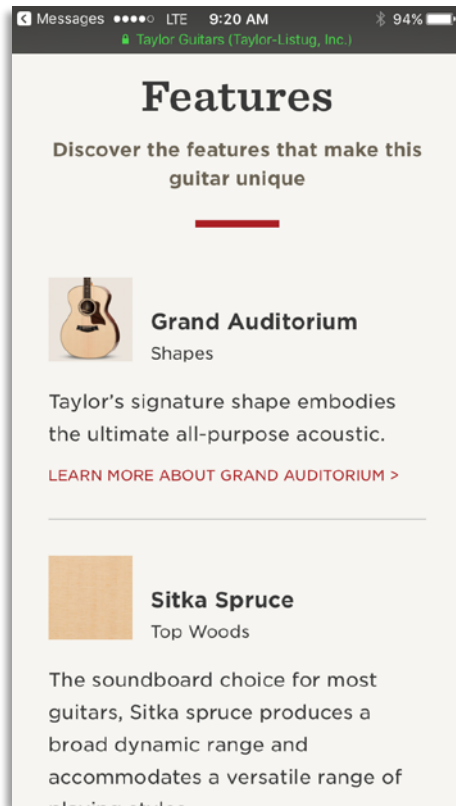 Messages LTE 9:20 AM 94%
Taylor Guitars (Taylor-Listug, Inc.)
Features
Discover the features that make this
guitar unique
Grand Auditorium
Shapes
Taylor’s signature shape embodies
the ultimate all-purpose acoustic.
LEARN MORE ABOUT GRAND AUDITORIUM >
Sitka Spruce
Top Woods
The soundboard choice for most
guitars, Sitka spruce produces a
broad dynamic range and
accommodates a versatile range of
playing styles